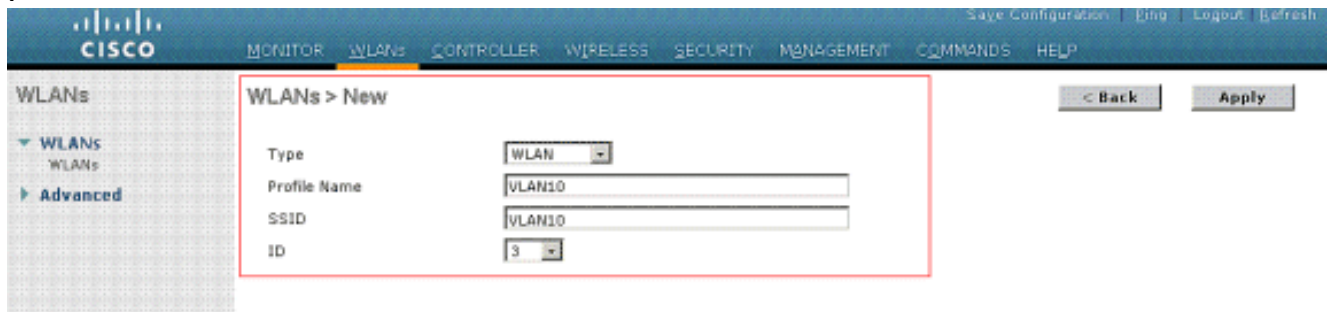 Save Configuration | Ping | Logout | Refresh
CISCO
MONITOR WLANs CONTROLLER WIRELESS SECURITY MANAGEMENT COMMANDS HELP
WLANs
WLANs > New
< Back
Apply
WLANs
WLANs
Advanced
Type WLAN
Profile Name VLAN10
SSID VLAN10
ID 3